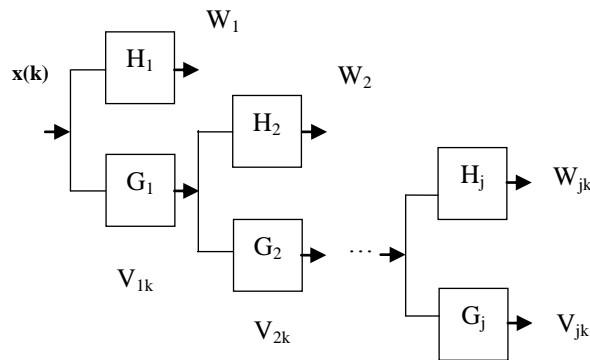 W₁
H₁
x(k)
W₂
H₂
G₁
Hⱼ
Wⱼₖ
G₂
...
V₁ₖ
V₂ₖ
Gⱼ
Vⱼₖ